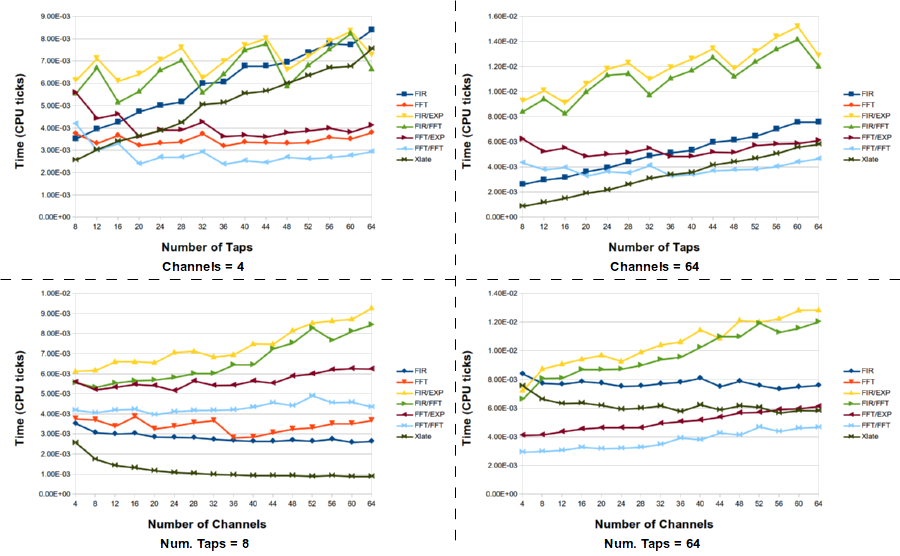 9.00E-03
8.00E-03
7.00E-03
6.00E-03
5.00E-03
4.00E-03
3.00E-03
2.00E-03
1.00E-03
0.00E+00
Time (CPU ticks)
8 12 16 20 24 28 32 36 40 44 48 52 56 60 64
Number of Taps
Channels = 4
FIR
FFT
FIR/EXP
FIR/FFT
FFT/EXP
FFT/FFT
Xlate
1.60E-02
1.40E-02
1.20E-02
1.00E-02
8.00E-03
6.00E-03
4.00E-03
2.00E-03
0.00E+00
Time (CPU ticks)
8 12 16 20 24 28 32 36 40 44 48 52 56 60 64
Number of Taps
Channels = 64
FIR
FFT
FIR/EXP
FIR/FFT
FFT/EXP
FFT/FFT
Xlate
1.00E-02
9.00E-03
8.00E-03
7.00E-03
6.00E-03
5.00E-03
4.00E-03
3.00E-03
2.00E-03
1.00E-03
0.00E+00
Time (CPU ticks)
4 8 12 16 20 24 28 32 36 40 44 48 52 56 60 64
Number of Channels
Num. Taps = 8
FIR
FFT
FIR/EXP
FIR/FFT
FFT/EXP
FFT/FFT
Xlate
1.40E-02
1.20E-02
1.00E-02
8.00E-03
6.00E-03
4.00E-03
2.00E-03
0.00E+00
Time (CPU ticks)
4 8 12 16 20 24 28 32 36 40 44 48 52 56 60 64
Number of Channels
Num. Taps = 64
FIR
FFT
FIR/EXP
FIR/FFT
FFT/EXP
FFT/FFT
Xlate